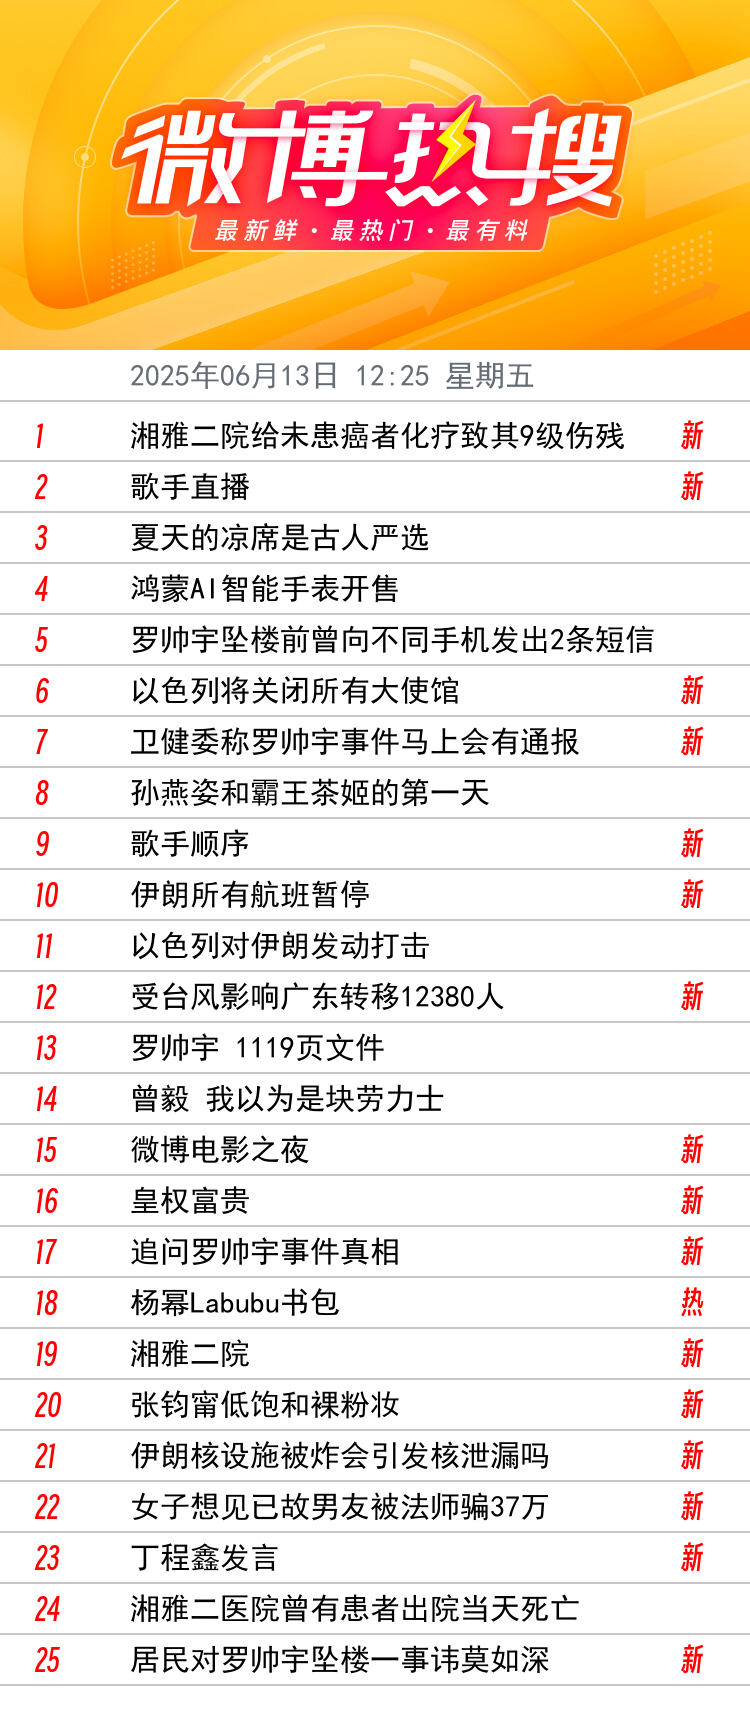 微博热搜
最新鲜·最热门·最有料
2025年06月13日 12:25 星期五
1 湘雅二院给未患癌者化疗致其9级伤残 新
2 歌手直播 新
3 夏天的凉席是古人严选
4 鸿蒙AI智能手表开售
5 罗帅宇坠楼前曾向不同手机发出2条短信
6 以色列将关闭所有大使馆 新
7 卫健委称罗帅宇事件马上会有通报 新
8 孙燕姿和霸王茶姬的第一天
9 歌手顺序 新
10 伊朗所有航班暂停 新
11 以色列对伊朗发动打击
12 受台风影响广东转移12380人 新
13 罗帅宇 1119页文件
14 曾毅 我以为是块劳力士
15 微博电影之夜 新
16 皇权富贵 新
17 追问罗帅宇事件真相 新
18 杨幂Labubu书包 热
19 湘雅二院 新
20 张钧甯低饱和裸粉妆 新
21 伊朗核设施被炸会引发核泄漏吗 新
22 女子想见已故男友被法师骗37万 新
23 丁程鑫发言 新
24 湘雅二医院曾有患者出院当天死亡
25 居民对罗帅宇坠楼一事讳莫如深 新